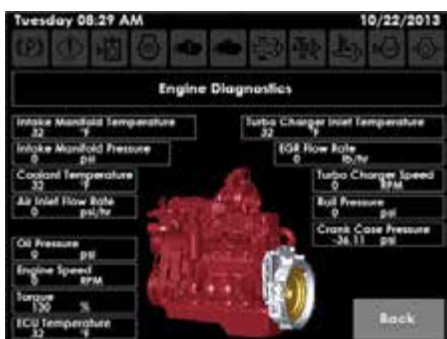 Tuesday 08:29 AM 10/22/2013
(P)
Engine Diagnostics
Intake Manifold Temperature
32 °F
Intake Manifold Pressure
0 psi
Coolant Temperature
32 °F
Air Inlet Flow Rate
0 psi/hr
Oil Pressure
0 psi
Engine Speed
0 RPM
Torque
130 %
ECU Temperature
32 °F
Turbo Charger Inlet Temperature
32 °F
EGR Flow Rate
0 lb/hr
Turbo Charger Speed
0 RPM
Rail Pressure
0 psi
Crank Case Pressure
-36.11 psi
Back